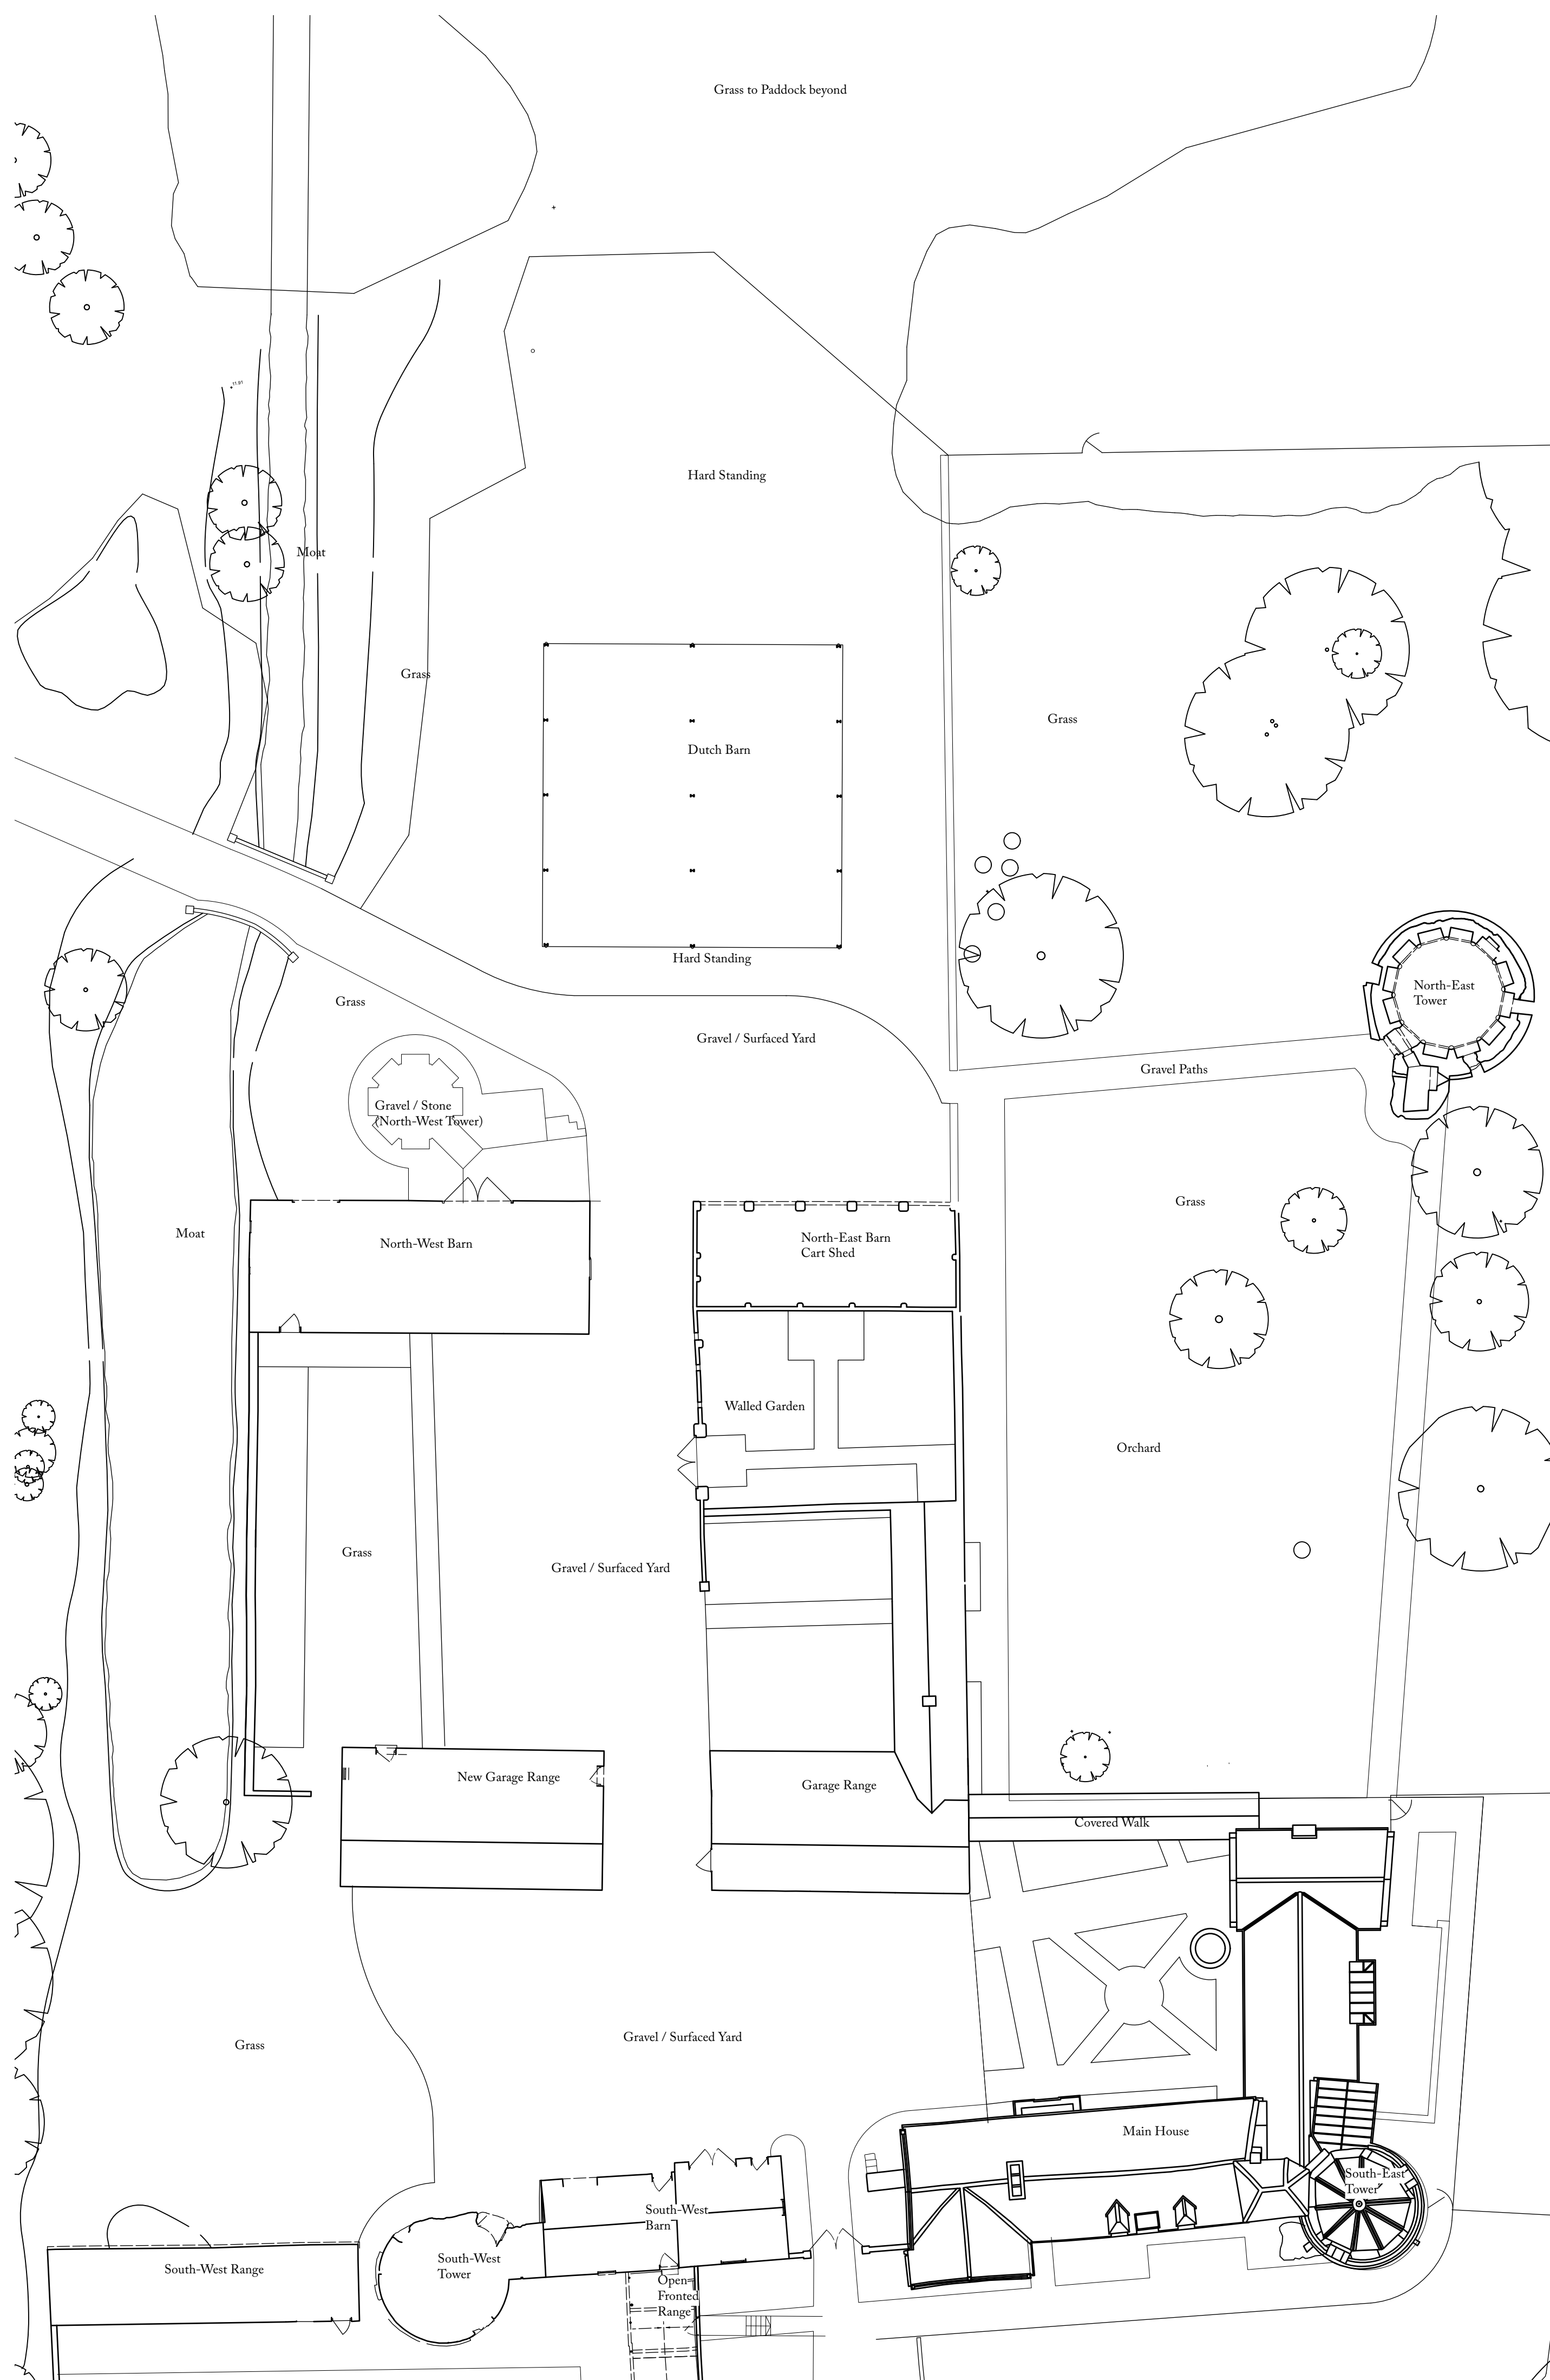 Grass to Paddock beyond
11.91
Hard Standing
Moat
Grass
Grass
Dutch Barn
Hard Standing
North-East
Tower
Grass
Gravel / Surfaced Yard
Gravel Paths
Gravel / Stone
(North-West Tower)
Grass
Moat
North-West Barn
North-East Barn
Cart Shed
Walled Garden
Orchard
Grass
Gravel / Surfaced Yard
New Garage Range
Garage Range
Covered Walk
Grass
Gravel / Surfaced Yard
Main House
South-East
Tower
South-West
Barn
South-West Range
South-West
Tower
Open-
Fronted
Range